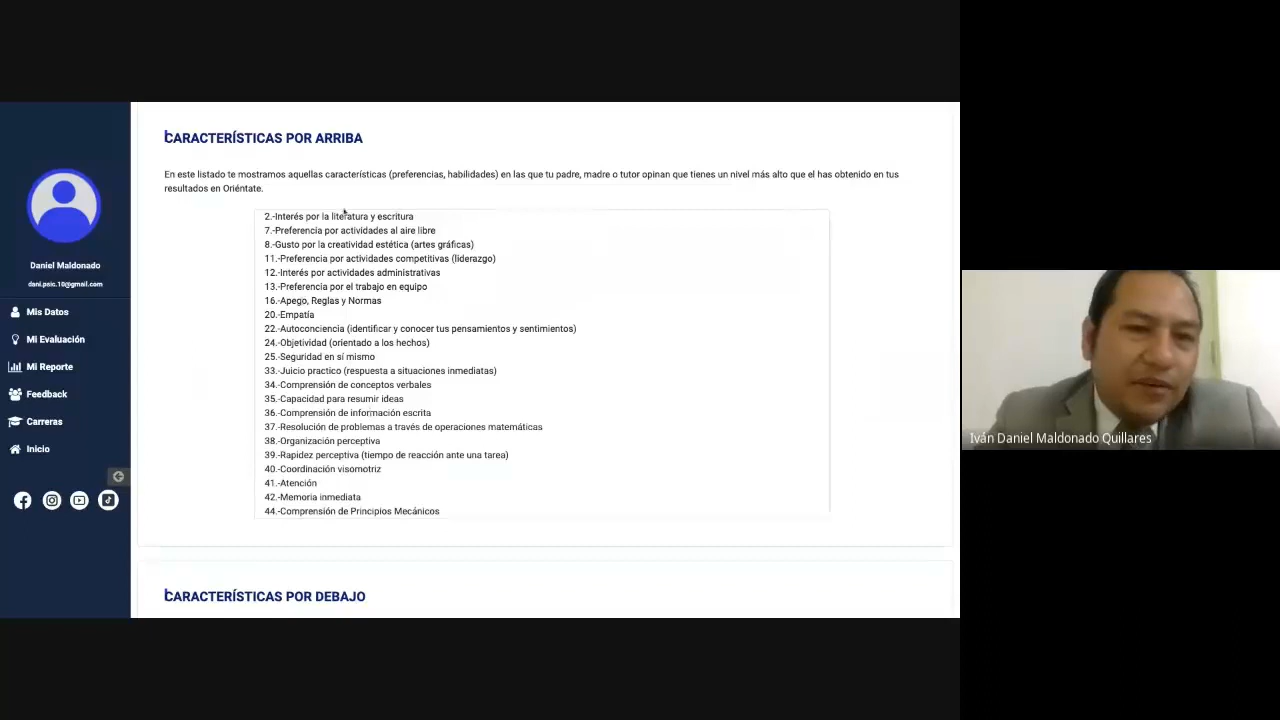 CARACTERÍSTICAS POR ARRIBA
En este listado te mostramos aquellas características (preferencias, habilidades) en las que tu padre, madre o tutor opinan que tienes un nivel más alto que el has obtenido en tus
resultados en Oriéntate.
2.-Interés por la literatura y escritura
7.-Preferencia por actividades al aire libre
8.-Gusto por la creatividad estética (artes gráficas)
11.-Preferencia por actividades competitivas (liderazgo)
12.-Interés por actividades administrativas
13.-Preferencia por el trabajo en equipo
16.-Apego, Reglas y Normas
20.-Empatía
22.-Autoconciencia (identificar y conocer tus pensamientos y sentimientos)
24.-Objetividad (orientado a los hechos)
25.-Seguridad en sí mismo
33.-Juicio practico (respuesta a situaciones inmediatas)
34.-Comprensión de conceptos verbales
35.-Capacidad para resumir ideas
36.-Comprensión de información escrita
37.-Resolución de problemas a través de operaciones matemáticas
38.-Organización perceptiva
39.-Rapidez perceptiva (tiempo de reacción ante una tarea)
40.-Coordinación visomotriz
41.-Atención
42.-Memoria inmediata
44.-Comprensión de Principios Mecánicos
CARACTERÍSTICAS POR DEBAJO
Daniel Maldonado
dani.psic.10@gmail.com
Mis Datos
Mi Evaluación
Mi Reporte
Feedback
Carreras
Inicio
Iván Daniel Maldonado Quillares